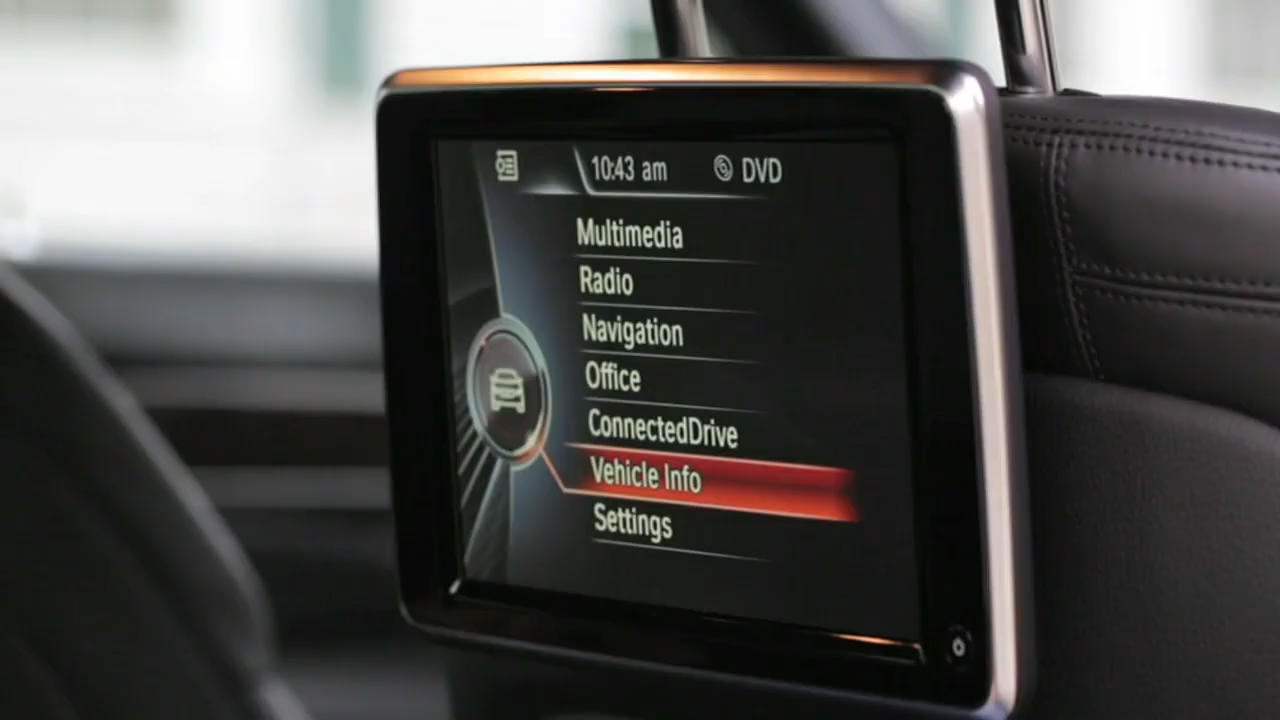 10:43 am DVD
Multimedia
Radio
Navigation
Office
ConnectedDrive
Vehicle Info
Settings